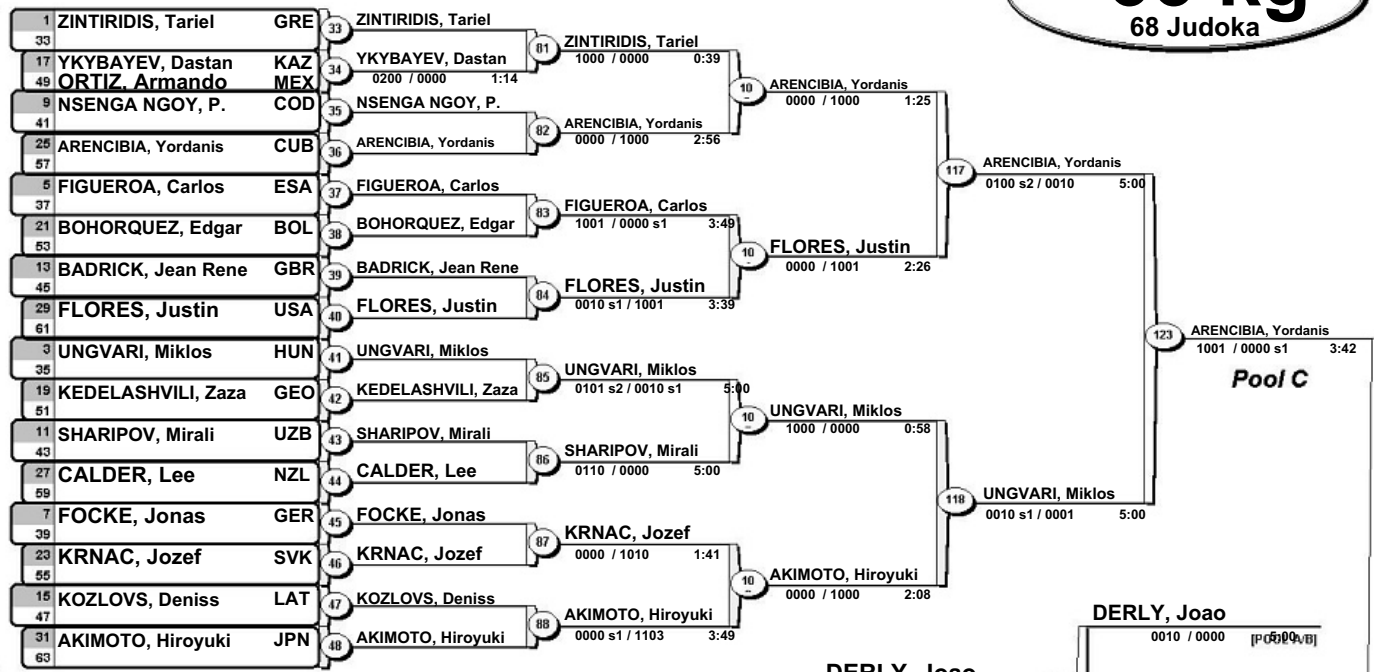 68 Judoka
1 ZINTIRIDIS, Tariel GRE
33
17 YKYBAYEV, Dastan KAZ
49 ORTIZ, Armando MEX
9 NSENGA NGOY, P. COD
41
25 ARENCIBIA, Yordanis CUB
57
5 FIGUEROA, Carlos ESA
37
21 BOHORQUEZ, Edgar BOL
53
13 BADRICK, Jean Rene GBR
45
29 FLORES, Justin USA
61
3 UNGVARI, Miklos HUN
35
19 KEDELASHVILI, Zaza GEO
51
11 SHARIPOV, Mirali UZB
43
27 CALDER, Lee NZL
59
7 FOCKE, Jonas GER
39
23 KRNAC, Jozef SVK
55
15 KOZLOVS, Deniss LAT
47
31 AKIMOTO, Hiroyuki JPN
63
33 ZINTIRIDIS, Tariel
34 YKYBAYEV, Dastan
0200 / 0000 1:14
35 NSENGA NGOY, P.
36 ARENCIBIA, Yordanis
37 FIGUEROA, Carlos
38 BOHORQUEZ, Edgar
39 BADRICK, Jean Rene
40 FLORES, Justin
41 UNGVARI, Miklos
42 KEDELASHVILI, Zaza
43 SHARIPOV, Mirali
44 CALDER, Lee
45 FOCKE, Jonas
46 KRNAC, Jozef
47 KOZLOVS, Deniss
48 AKIMOTO, Hiroyuki
81 ZINTIRIDIS, Tariel
1000 / 0000 0:39
82 ARENCIBIA, Yordanis
0000 / 1000 2:56
83 FIGUEROA, Carlos
1001 / 0000 s1 3:49
84 FLORES, Justin
0010 s1 / 1001 3:39
85 UNGVARI, Miklos
0101 s2 / 0010 s1 5:00
86 SHARIPOV, Mirali
0110 / 0000 5:00
87 KRNAC, Jozef
0000 / 1010 1:41
88 AKIMOTO, Hiroyuki
0000 s1 / 1103 3:49
10 ARENCIBIA, Yordanis
0000 / 1000 1:25
10 FLORES, Justin
0000 / 1001 2:26
10 UNGVARI, Miklos
1000 / 0000 0:58
10 AKIMOTO, Hiroyuki
0000 / 1000 2:08
117 ARENCIBIA, Yordanis
0100 s2 / 0010 5:00
118 UNGVARI, Miklos
0010 s1 / 0001 5:00
123 ARENCIBIA, Yordanis
1001 / 0000 s1 3:42
Pool C
DERLY, Joao
0010 / 0000 5:00
DERLY, Joao